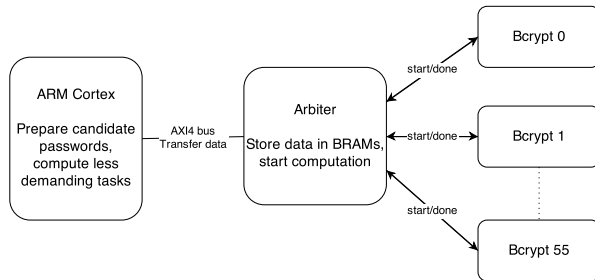 ARM Cortex
Prepare candidate
passwords,
compute less
demanding tasks
AXI4 bus
Transfer data
Arbiter
Store data in BRAMs,
start computation
start/done
start/done
start/done
Bcrypt 0
Bcrypt 1
Bcrypt 55